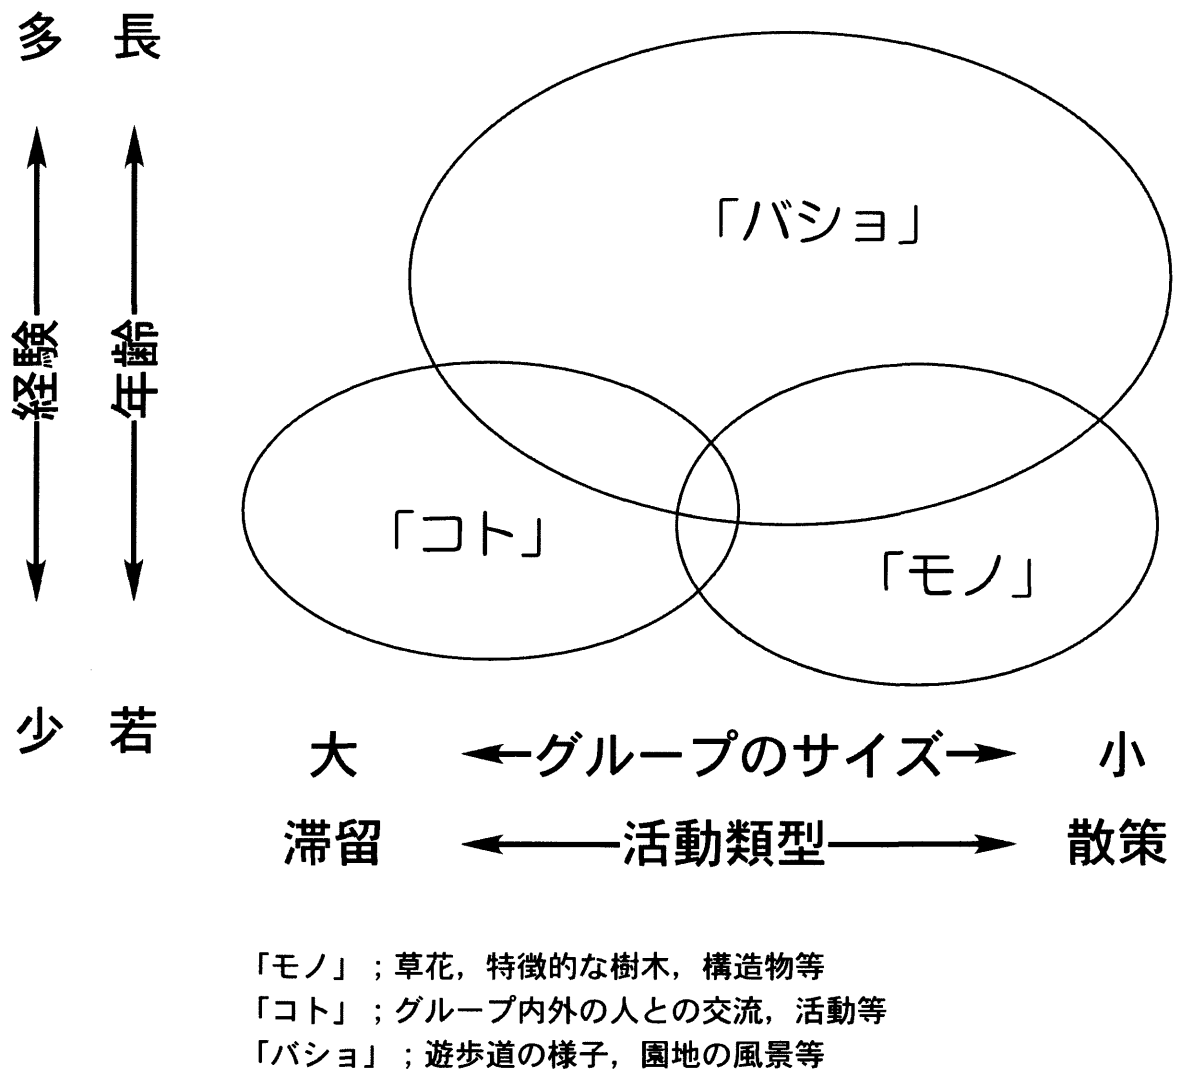 多 長
「バショ」
経験 年齢
「コト」
「モノ」
少 若
大 グループのサイズ 小
滞留 活動類型 散策
「モノ」；草花，特徴的な樹木，構造物等
「コト」；グループ内外の人との交流，活動等
「バショ」；遊歩道の様子，園地の風景等